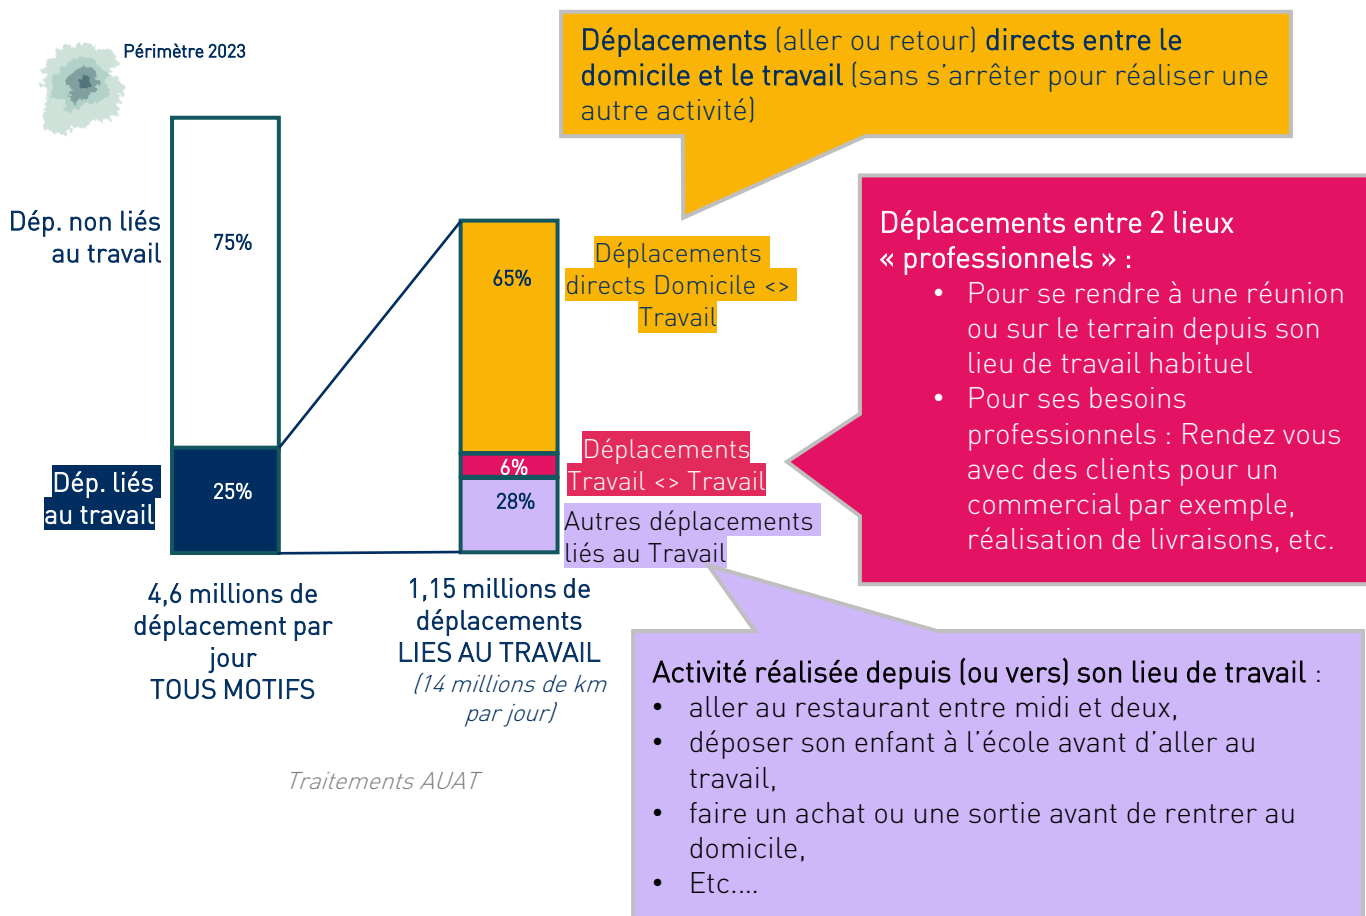 Périmètre 2023
Déplacements (aller ou retour) directs entre le
domicile et le travail (sans s'arrêter pour réaliser une
autre activité)
Dép. non liés
au travail
75%
65%
Déplacements
directs Domicile <>
Travail
Déplacements entre 2 lieux
« professionnels » :
• Pour se rendre à une réunion
ou sur le terrain depuis son
lieu de travail habituel
• Pour ses besoins
professionnels : Rendez vous
avec des clients pour un
commercial par exemple,
réalisation de livraisons, etc.
Dép. liés
au travail
25%
6%
Déplacements
Travail <> Travail
28%
Autres déplacements
liés au Travail
4,6 millions de
déplacement par
jour
TOUS MOTIFS
1,15 millions de
déplacements
LIES AU TRAVAIL
(14 millions de km
par jour)
Activité réalisée depuis (ou vers) son lieu de travail :
• aller au restaurant entre midi et deux,
• déposer son enfant à l'école avant d'aller au
travail,
• faire un achat ou une sortie avant de rentrer au
domicile,
• Etc....
Traitements AUAT